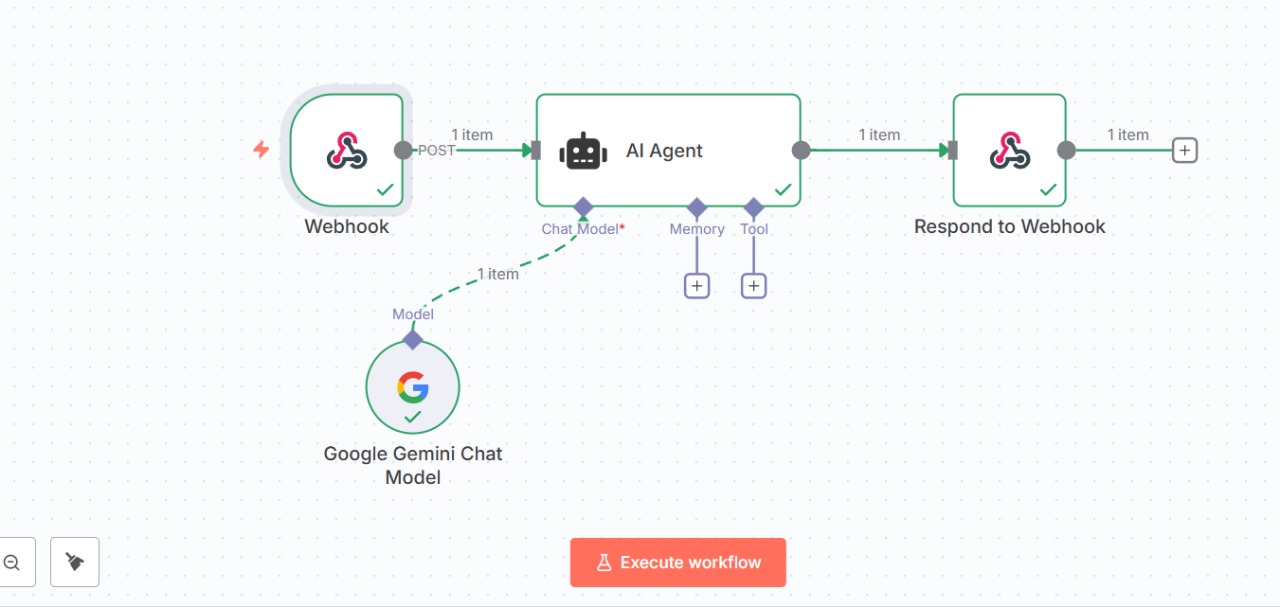 1 item
POST
Webhook
AI Agent
1 item
1 item
Respond to Webhook
Chat Model*
Memory
Tool
1 item
Model
Google Gemini Chat
Model
Execute workflow